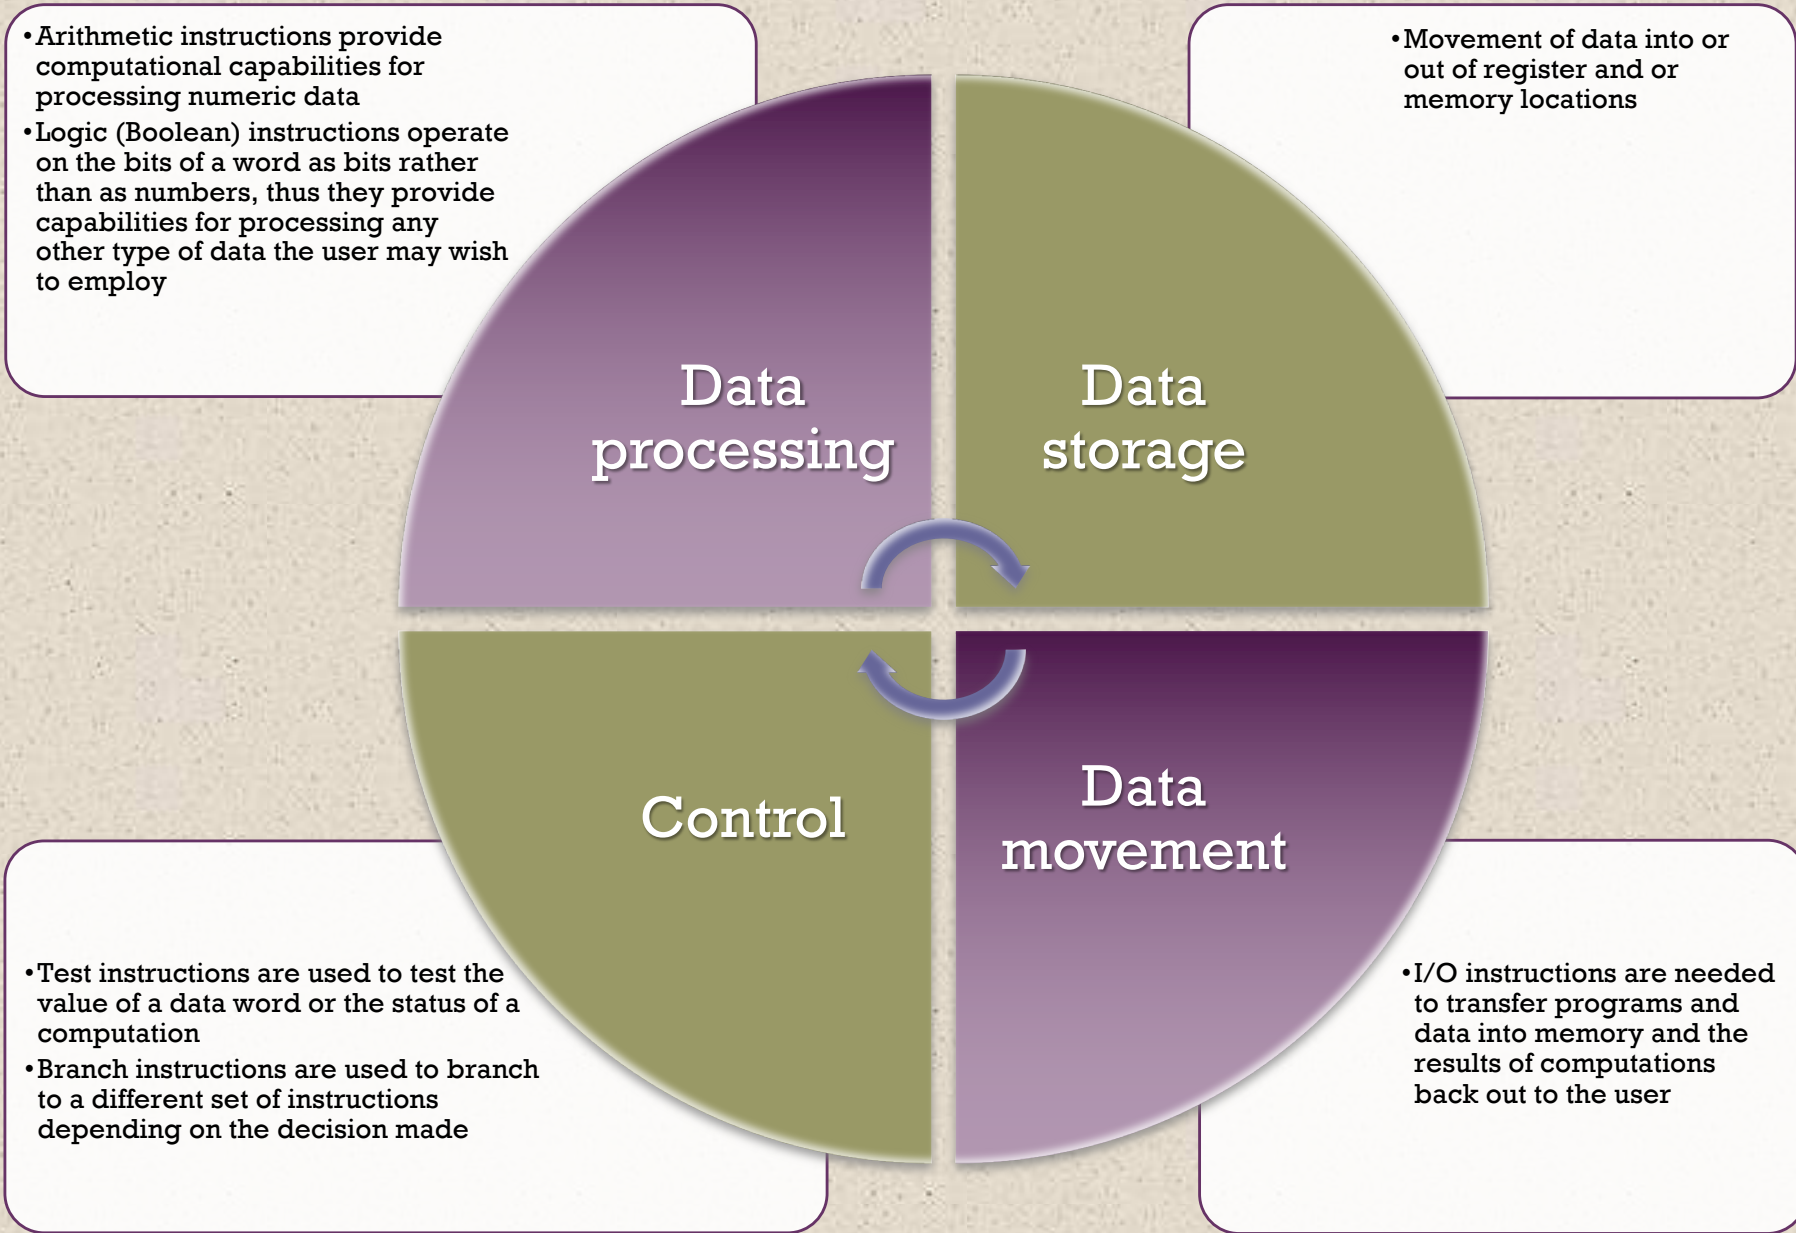 •Arithmetic instructions provide
computational capabilities for
processing numeric data
•Logic (Boolean) instructions operate
on the bits of a word as bits rather
than as numbers, thus they provide
capabilities for processing any
other type of data the user may wish
to employ
•Movement of data into or
out of register and or
memory locations
Data
processing
Data
storage
Control
Data
movement
•Test instructions are used to test the
value of a data word or the status of a
computation
•Branch instructions are used to branch
to a different set of instructions
depending on the decision made
•I/O instructions are needed
to transfer programs and
data into memory and the
results of computations
back out to the user